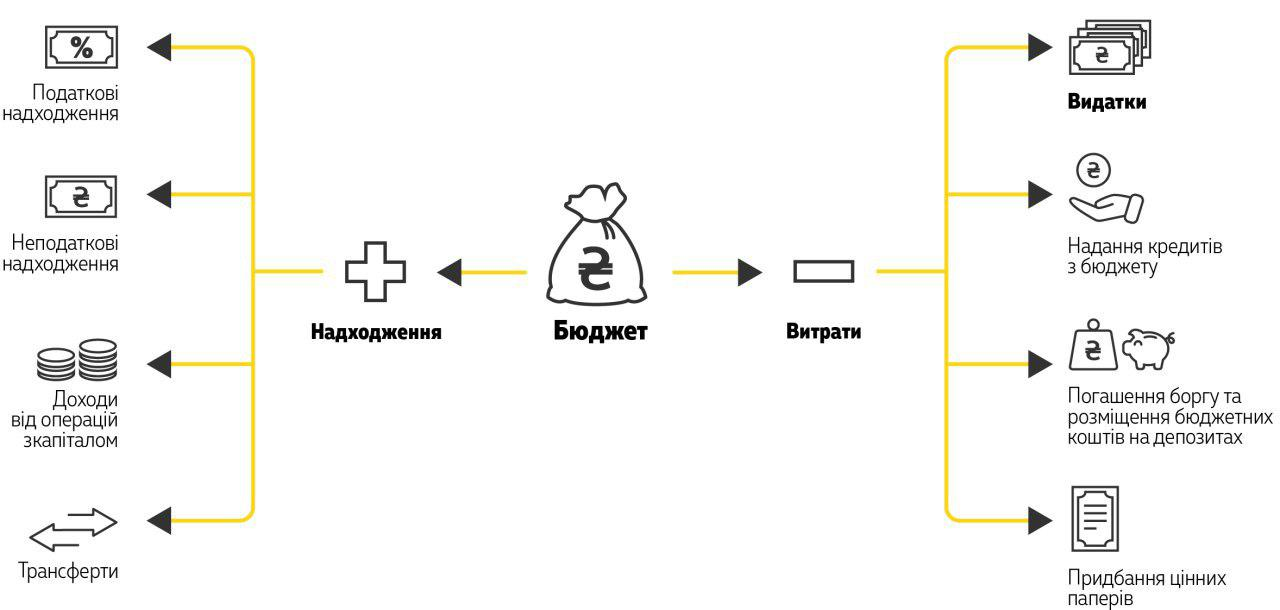 %
Податкові
надходження
₴
Неподаткові
надходження
Доходи
від операцій
зкапіталом
Трансферти
Надходження
₴
Бюджет
Витрати
₴
Видатки
₴
Надання кредитів
з бюджету
₴
Погашення боргу та
розміщення бюджетних
коштів на депозитах
Придбання цінних
паперів